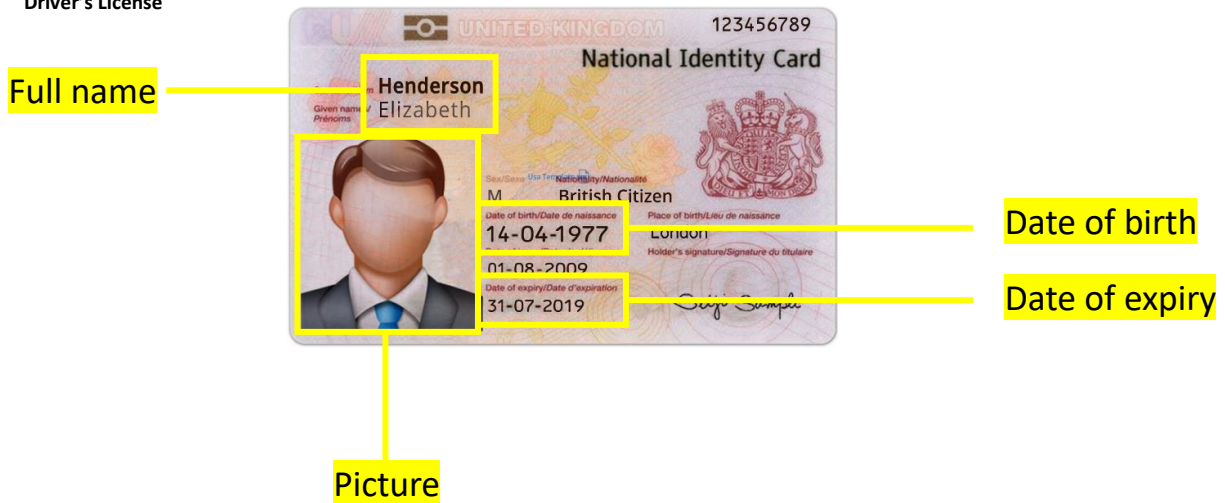 Driver's License
UNITED KINGDOM
123456789
National Identity Card
Full name
Henderson
Given name /
Prénoms
Elizabeth
Sex/Sexe
Nationality/Nationalité
M
British Citizen
Date of birth/Date de naissance
Place of birth/Lieu de naissance
Date of birth
14-04-1977
London
Holder's signature/Signature du titulaire
01-08-2009
Date of expiry/Date d'expiration
Date of expiry
31-07-2019
Picture